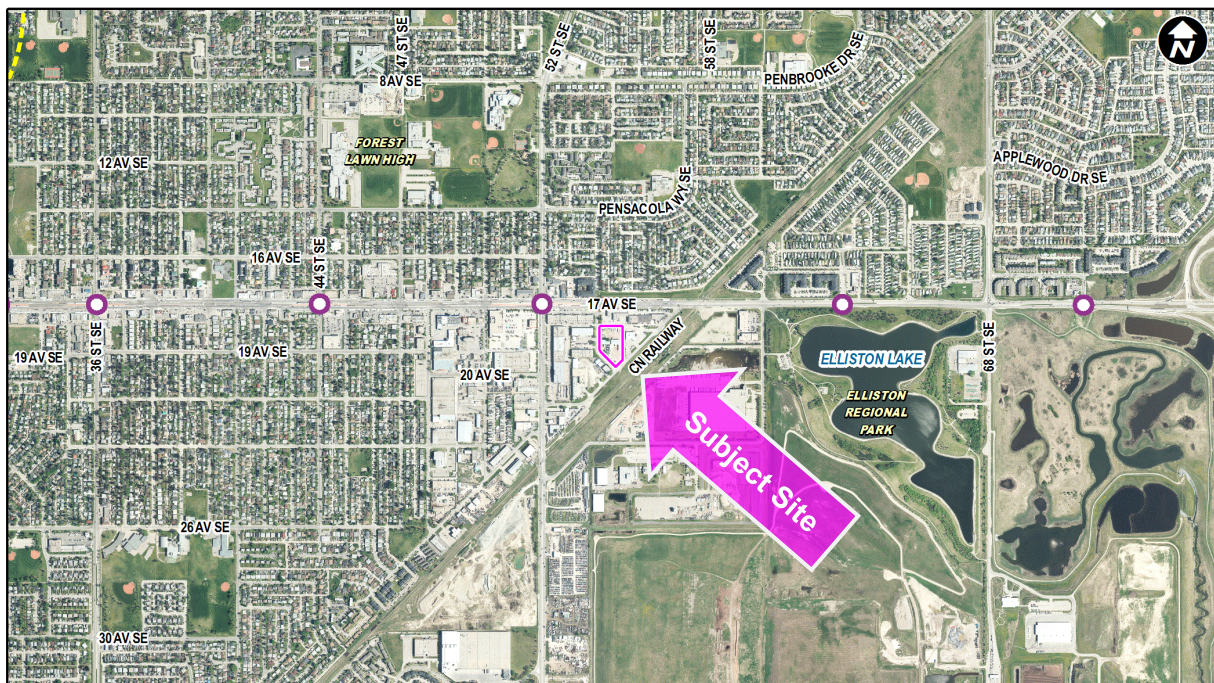 47 ST SE
52 ST SE
58 ST SE
N
8 AV SE
PENBROOKE DR SE
FOREST
LAWN HIGH
12 AV SE
APPLEWOOD DR SE
PENSACOLA WY SE
16 AV SE
44 ST SE
17 AV SE
36 ST SE
19 AV SE
19 AV SE
20 AV SE
CN RAILWAY
ELLISTON LAKE
68 ST SE
ELLISTON
REGIONAL
PARK
Subject Site
26 AV SE
30 AV SE